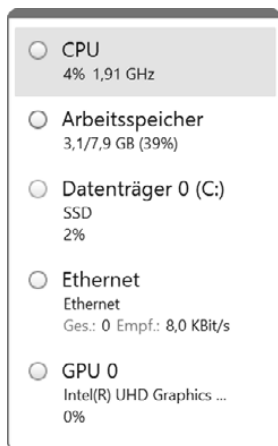 CPU
4% 1,91 GHz
Arbeitsspeicher
3,1/7,9 GB (39%)
Datenträger 0 (C:)
SSD
2%
Ethernet
Ethernet
Ges.: 0 Empf.: 8,0 KBit/s
GPU 0
Intel(R) UHD Graphics ...
0%